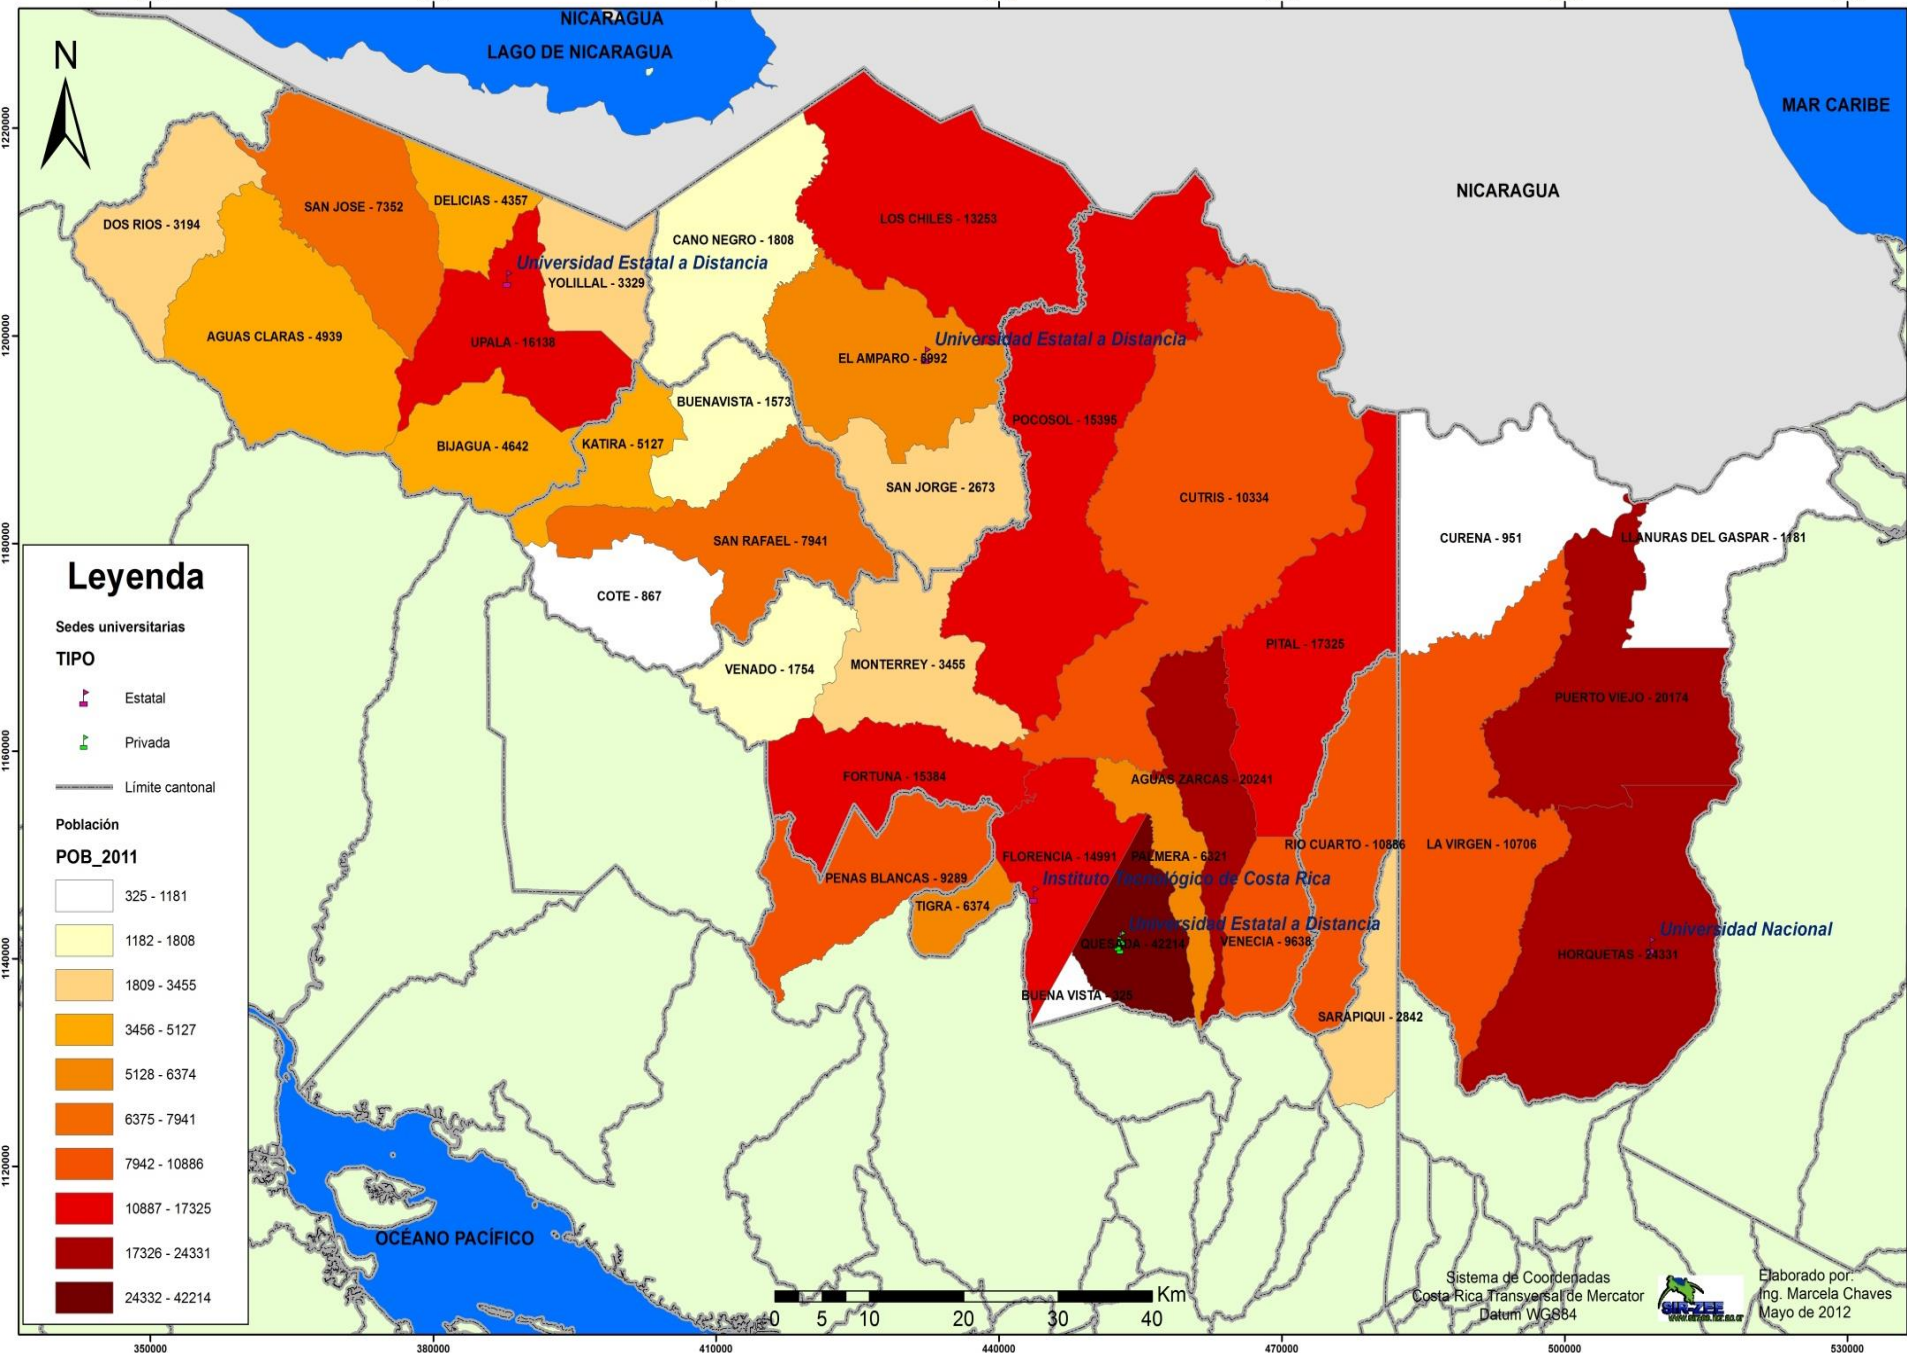 NICARAGUA
LAGO DE NICARAGUA
MAR CARIBE
N
NICARAGUA
DOS RIOS - 3194
SAN JOSE - 7352
DELICIAS - 4357
LOS CHILES - 13253
CANO NEGRO - 1808
Universidad Estatal a Distancia
YOLILLAL - 3329
AGUAS CLARAS - 4939
UPALA - 16138
Universidad Estatal a Distancia
EL AMPARO - 5992
BUENAVISTA - 1573
POCOSOL - 15395
BIJAGUA - 4642
KATIRA - 5127
SAN JORGE - 2673
CUTRIS - 10334
SAN RAFAEL - 7941
CURENA - 951
LLANURAS DEL GASPAR - 1181
COTE - 867
PITAL - 17325
VENADO - 1754
MONTERREY - 3455
PUERTO VIEJO - 20174
FORTUNA - 15384
AGUAS ZARCAS - 20241
RIO CUARTO - 10886
LA VIRGEN - 10706
FLORENCIA - 14991
PALMERA - 6321
PENAS BLANCAS - 9289
Instituto Tecnológico de Costa Rica
TIGRA - 6374
Universidad Estatal a Distancia
Universidad Nacional
QUESADA - 42214
VENECIA - 9638
HORQUETAS - 24331
BUENA VISTA - 325
SARAPIQUI - 2842
Leyenda
Sedes universitarias
TIPO
Estatal
Privada
Límite cantonal
Población
POB_2011
325 - 1181
1182 - 1808
1809 - 3455
3456 - 5127
5128 - 6374
6375 - 7941
7942 - 10886
10887 - 17325
17326 - 24331
24332 - 42214
OCÉANO PACÍFICO
Km
0 5 10 20 30 40
Sistema de Coordenadas
Costa Rica Transversal de Mercator
Datum WGS84
SIR-ZEE
Elaborado por:
Ing. Marcela Chaves
Mayo de 2012
1220000
1200000
1180000
1160000
1140000
1120000
350000 380000 410000 440000 470000 500000 530000